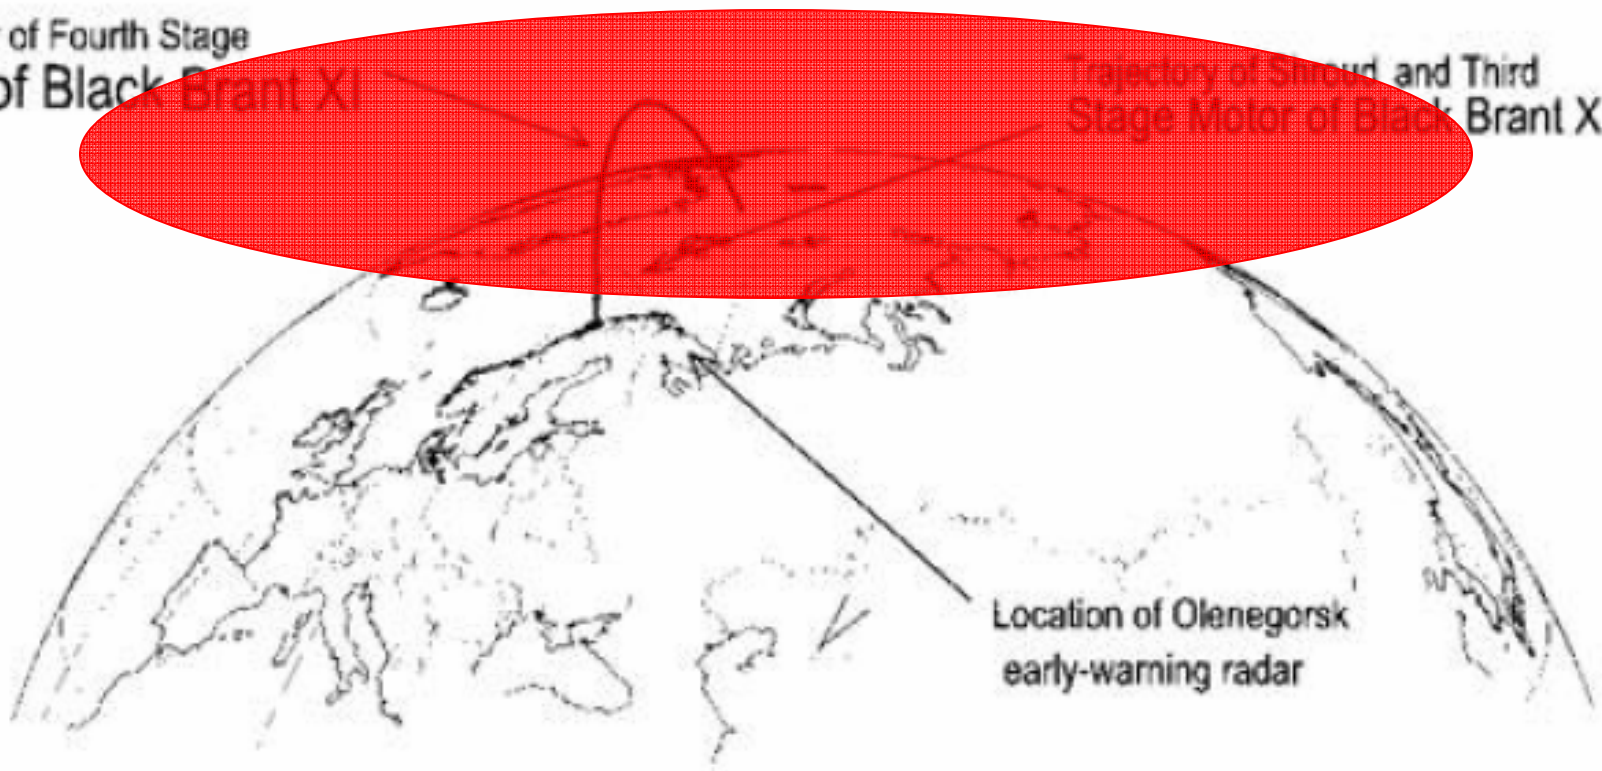 of Fourth Stage
of Black Brant XI
Trajectory of Shroud and Third
Stage Motor of Black Brant X
Location of Olenegorsk
early-warning radar